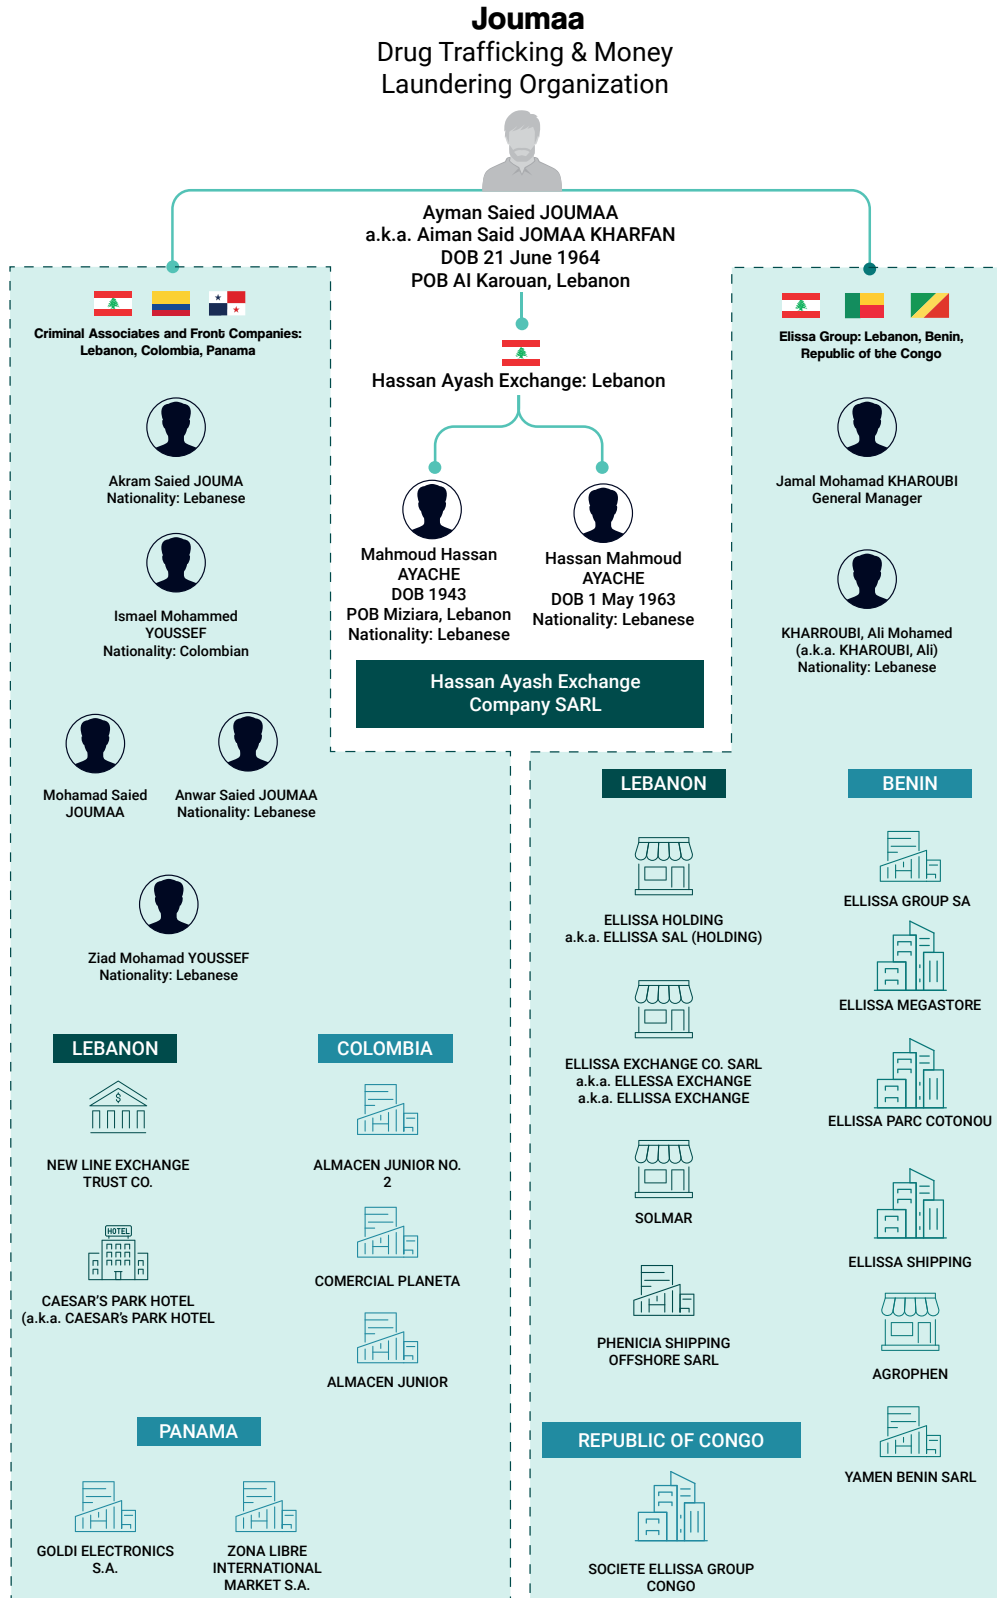 Joumaa
Drug Trafficking & Money
Laundering Organization
Ayman Saied JOUMAA
a.k.a. Aiman Said JOMAA KHARFAN
DOB 21 June 1964
POB Al Karouan, Lebanon
Criminal Associates and Front Companies:
Lebanon, Colombia, Panama
Akram Saied JOUMA
Nationality: Lebanese
Ismael Mohammed
YOUSSEF
Nationality: Colombian
Mohamad Saied
JOUMAA
Anwar Saied JOUMAA
Nationality: Lebanese
Ziad Mohamad YOUSSEF
Nationality: Lebanese
LEBANON
$
NEW LINE EXCHANGE
TRUST CO.
HOTEL
CAESAR'S PARK HOTEL
(a.k.a. CAESAR's PARK HOTEL
COLOMBIA
ALMACEN JUNIOR NO.
2
COMERCIAL PLANETA
ALMACEN JUNIOR
PANAMA
GOLDI ELECTRONICS
S.A.
ZONA LIBRE
INTERNATIONAL
MARKET S.A.
Hassan Ayash Exchange: Lebanon
Mahmoud Hassan
AYACHE
DOB 1943
POB Miziara, Lebanon
Nationality: Lebanese
Hassan Mahmoud
AYACHE
DOB 1 May 1963
Nationality: Lebanese
Hassan Ayash Exchange
Company SARL
Elissa Group: Lebanon, Benin,
Republic of the Congo
Jamal Mohamad KHAROUBI
General Manager
KHARROUBI, Ali Mohamed
(a.k.a. KHAROUBI, Ali)
Nationality: Lebanese
LEBANON
ELLISSA HOLDING
a.k.a. ELLISSA SAL (HOLDING)
ELLISSA EXCHANGE CO. SARL
a.k.a. ELLESSA EXCHANGE
a.k.a. ELLISSA EXCHANGE
SOLMAR
PHENICIA SHIPPING
OFFSHORE SARL
BENIN
ELLISSA GROUP SA
ELLISSA MEGASTORE
ELLISSA PARC COTONOU
ELLISSA SHIPPING
AGROPHEN
YAMEN BENIN SARL
REPUBLIC OF CONGO
SOCIETE ELLISSA GROUP
CONGO